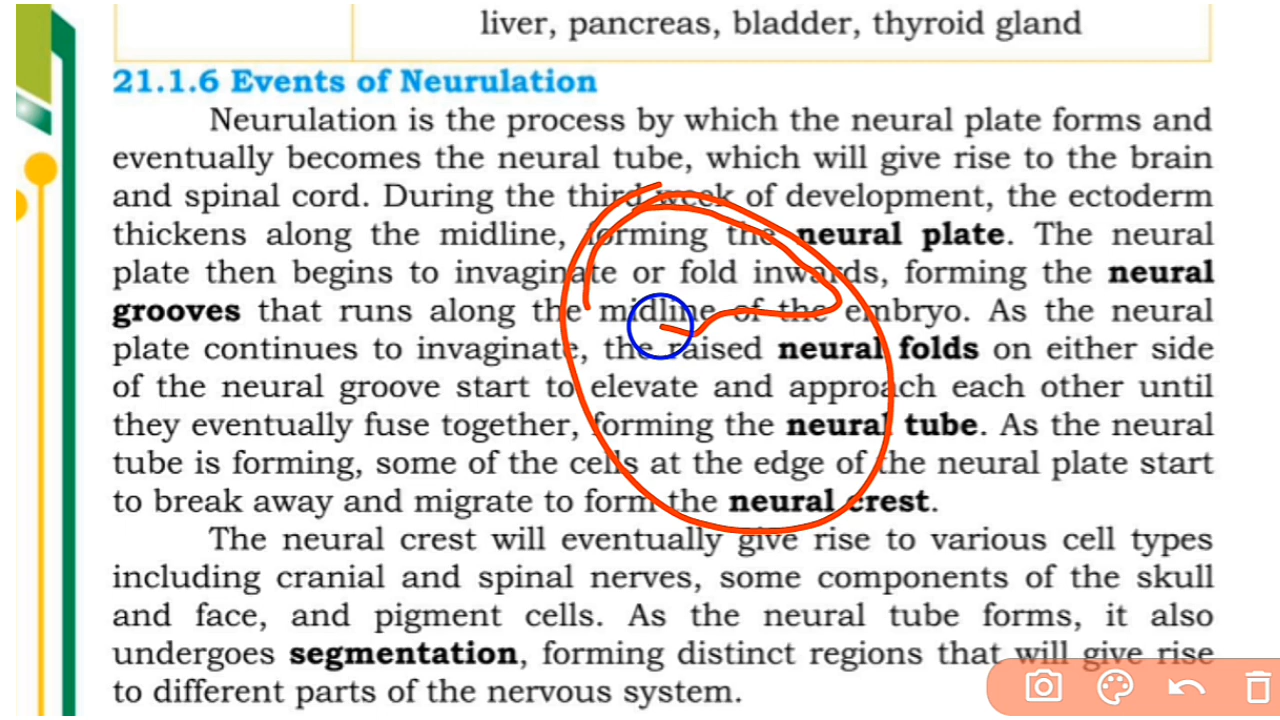 liver, pancreas, bladder, thyroid gland
21.1.6 Events of Neurulation
Neurulation is the process by which the neural plate forms and
eventually becomes the neural tube, which will give rise to the brain
and spinal cord. During the third week of development, the ectoderm
thickens along the midline, forming the neural plate. The neural
plate then begins to invaginate or fold inwards, forming the neural
grooves that runs along the midline of the embryo. As the neural
plate continues to invaginate, the raised neural folds on either side
of the neural groove start to elevate and approach each other until
they eventually fuse together, forming the neural tube. As the neural
tube is forming, some of the cells at the edge of the neural plate start
to break away and migrate to form the neural crest.
The neural crest will eventually give rise to various cell types
including cranial and spinal nerves, some components of the skull
and face, and pigment cells. As the neural tube forms, it also
undergoes segmentation, forming distinct regions that will give rise
to different parts of the nervous system.